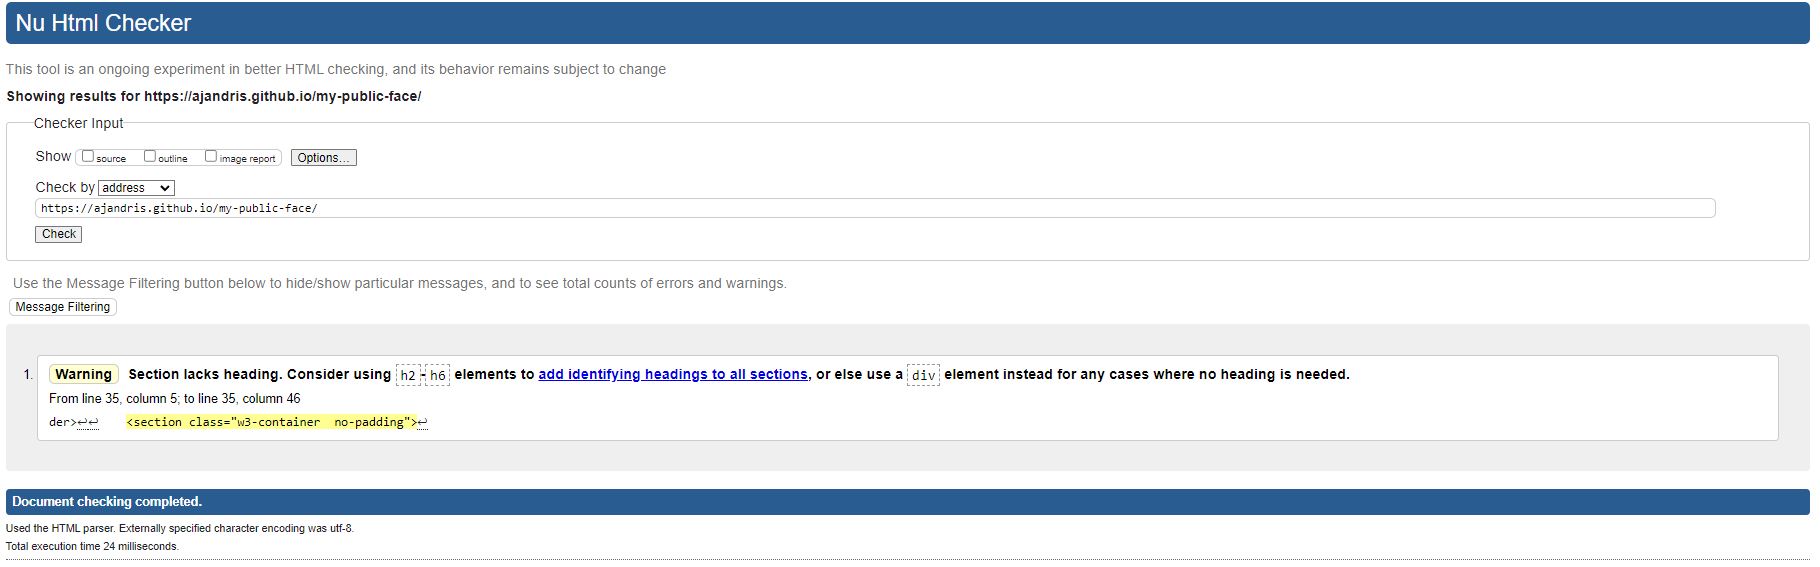 Nu Html Checker
This tool is an ongoing experiment in better HTML checking, and its behavior remains subject to change
Showing results for https://ajandris.github.io/my-public-face/
Checker Input
Show source outline image report Options...
Check by address
https://ajandris.github.io/my-public-face/
Check
Use the Message Filtering button below to hide/show particular messages, and to see total counts of errors and warnings.
Message Filtering
1. Warning Section lacks heading. Consider using h2-h6 elements to add identifying headings to all sections, or else use a div element instead for any cases where no heading is needed.
From line 35, column 5; to line 35, column 46
der>↩↩    <section class="w3-container  no-padding">↩
Document checking completed.
Used the HTML parser. Externally specified character encoding was utf-8.
Total execution time 24 milliseconds.